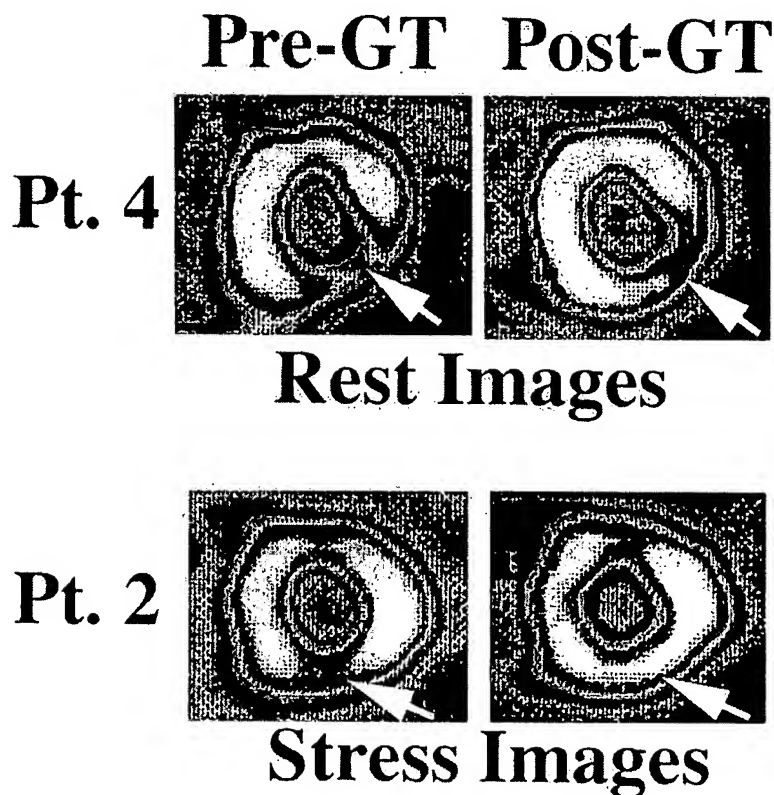 Pre-GT Post-GT
Pt. 4
Rest Images
Pt. 2
Stress Images